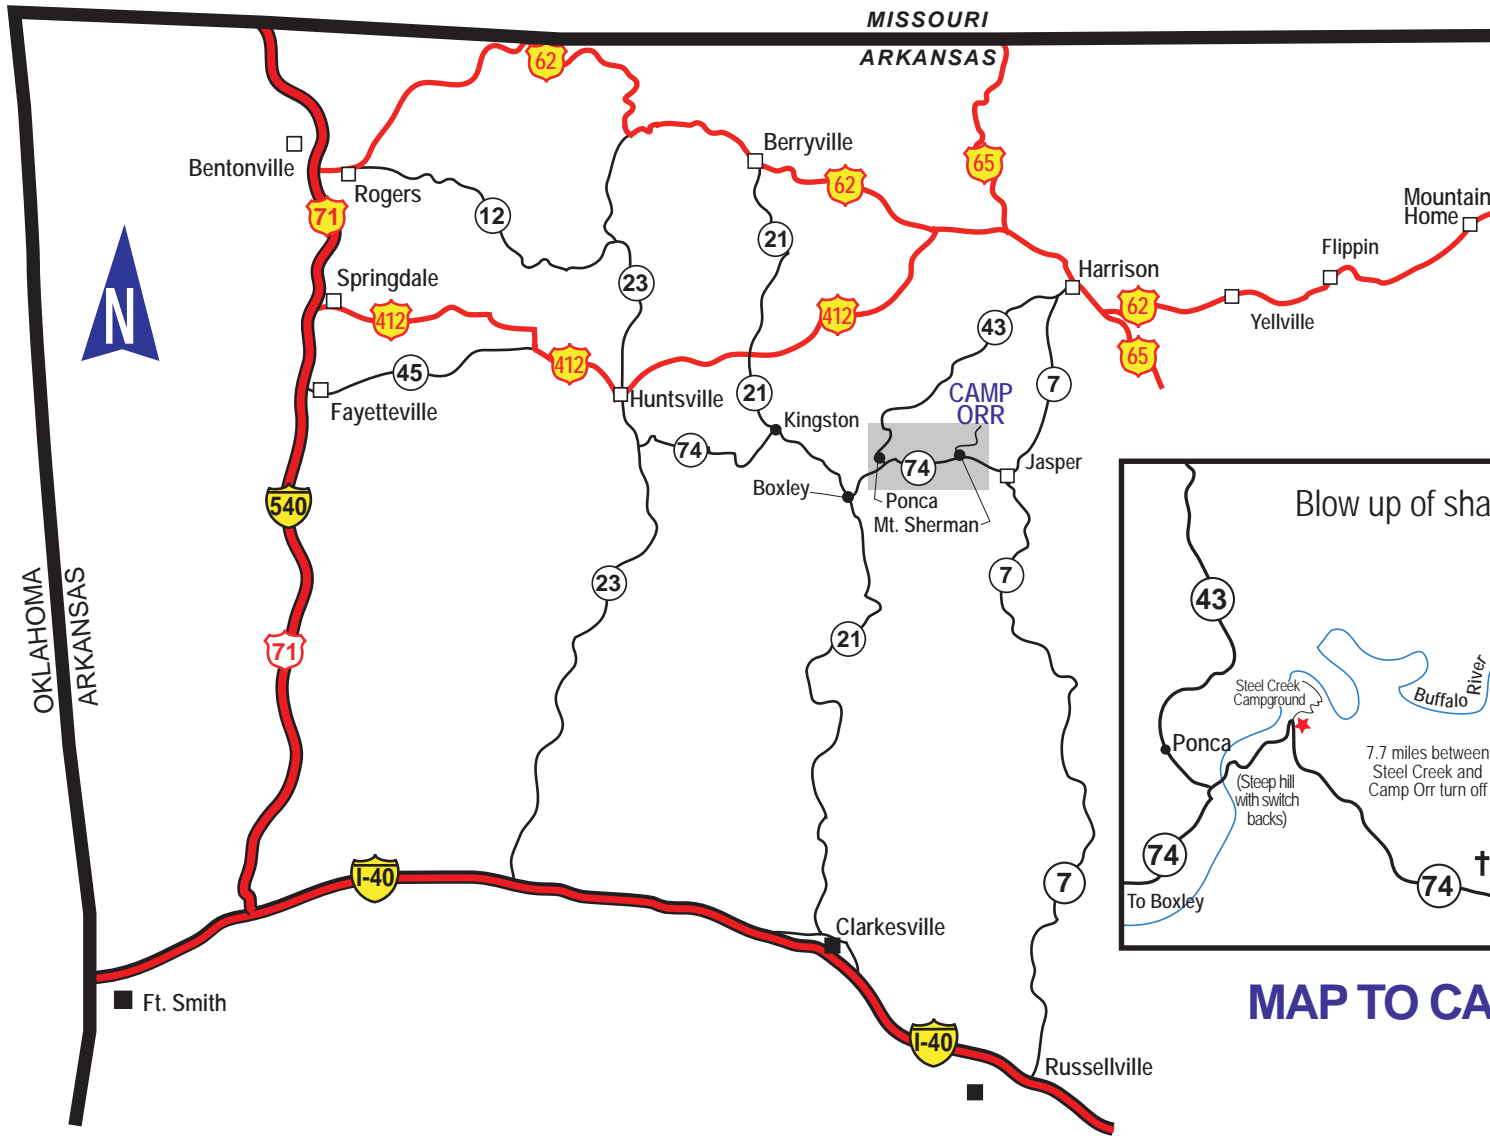 MISSOURI
ARKANSAS
62
Berryville
Bentonville
Rogers
65
62
Mountain
Home
71
12
21
Flippin
Springdale
23
Harrison
N
412
412
43
62
Yellville
45
412
65
7
CAMP
ORR
Fayetteville
Huntsville
21
Kingston
74
74
Jasper
Boxley
Ponca
Mt. Sherman
540
Blow up of sha
OKLAHOMA
ARKANSAS
23
7
43
71
21
Steel Creek
Campground
Buffalo River
Ponca
7.7 miles between
Steel Creek and
Camp Orr turn off
(Steep hill
with switch
backs)
74
I-40
7
74
To Boxley
Clarkesville
Ft. Smith
MAP TO CA
I-40
Russellville